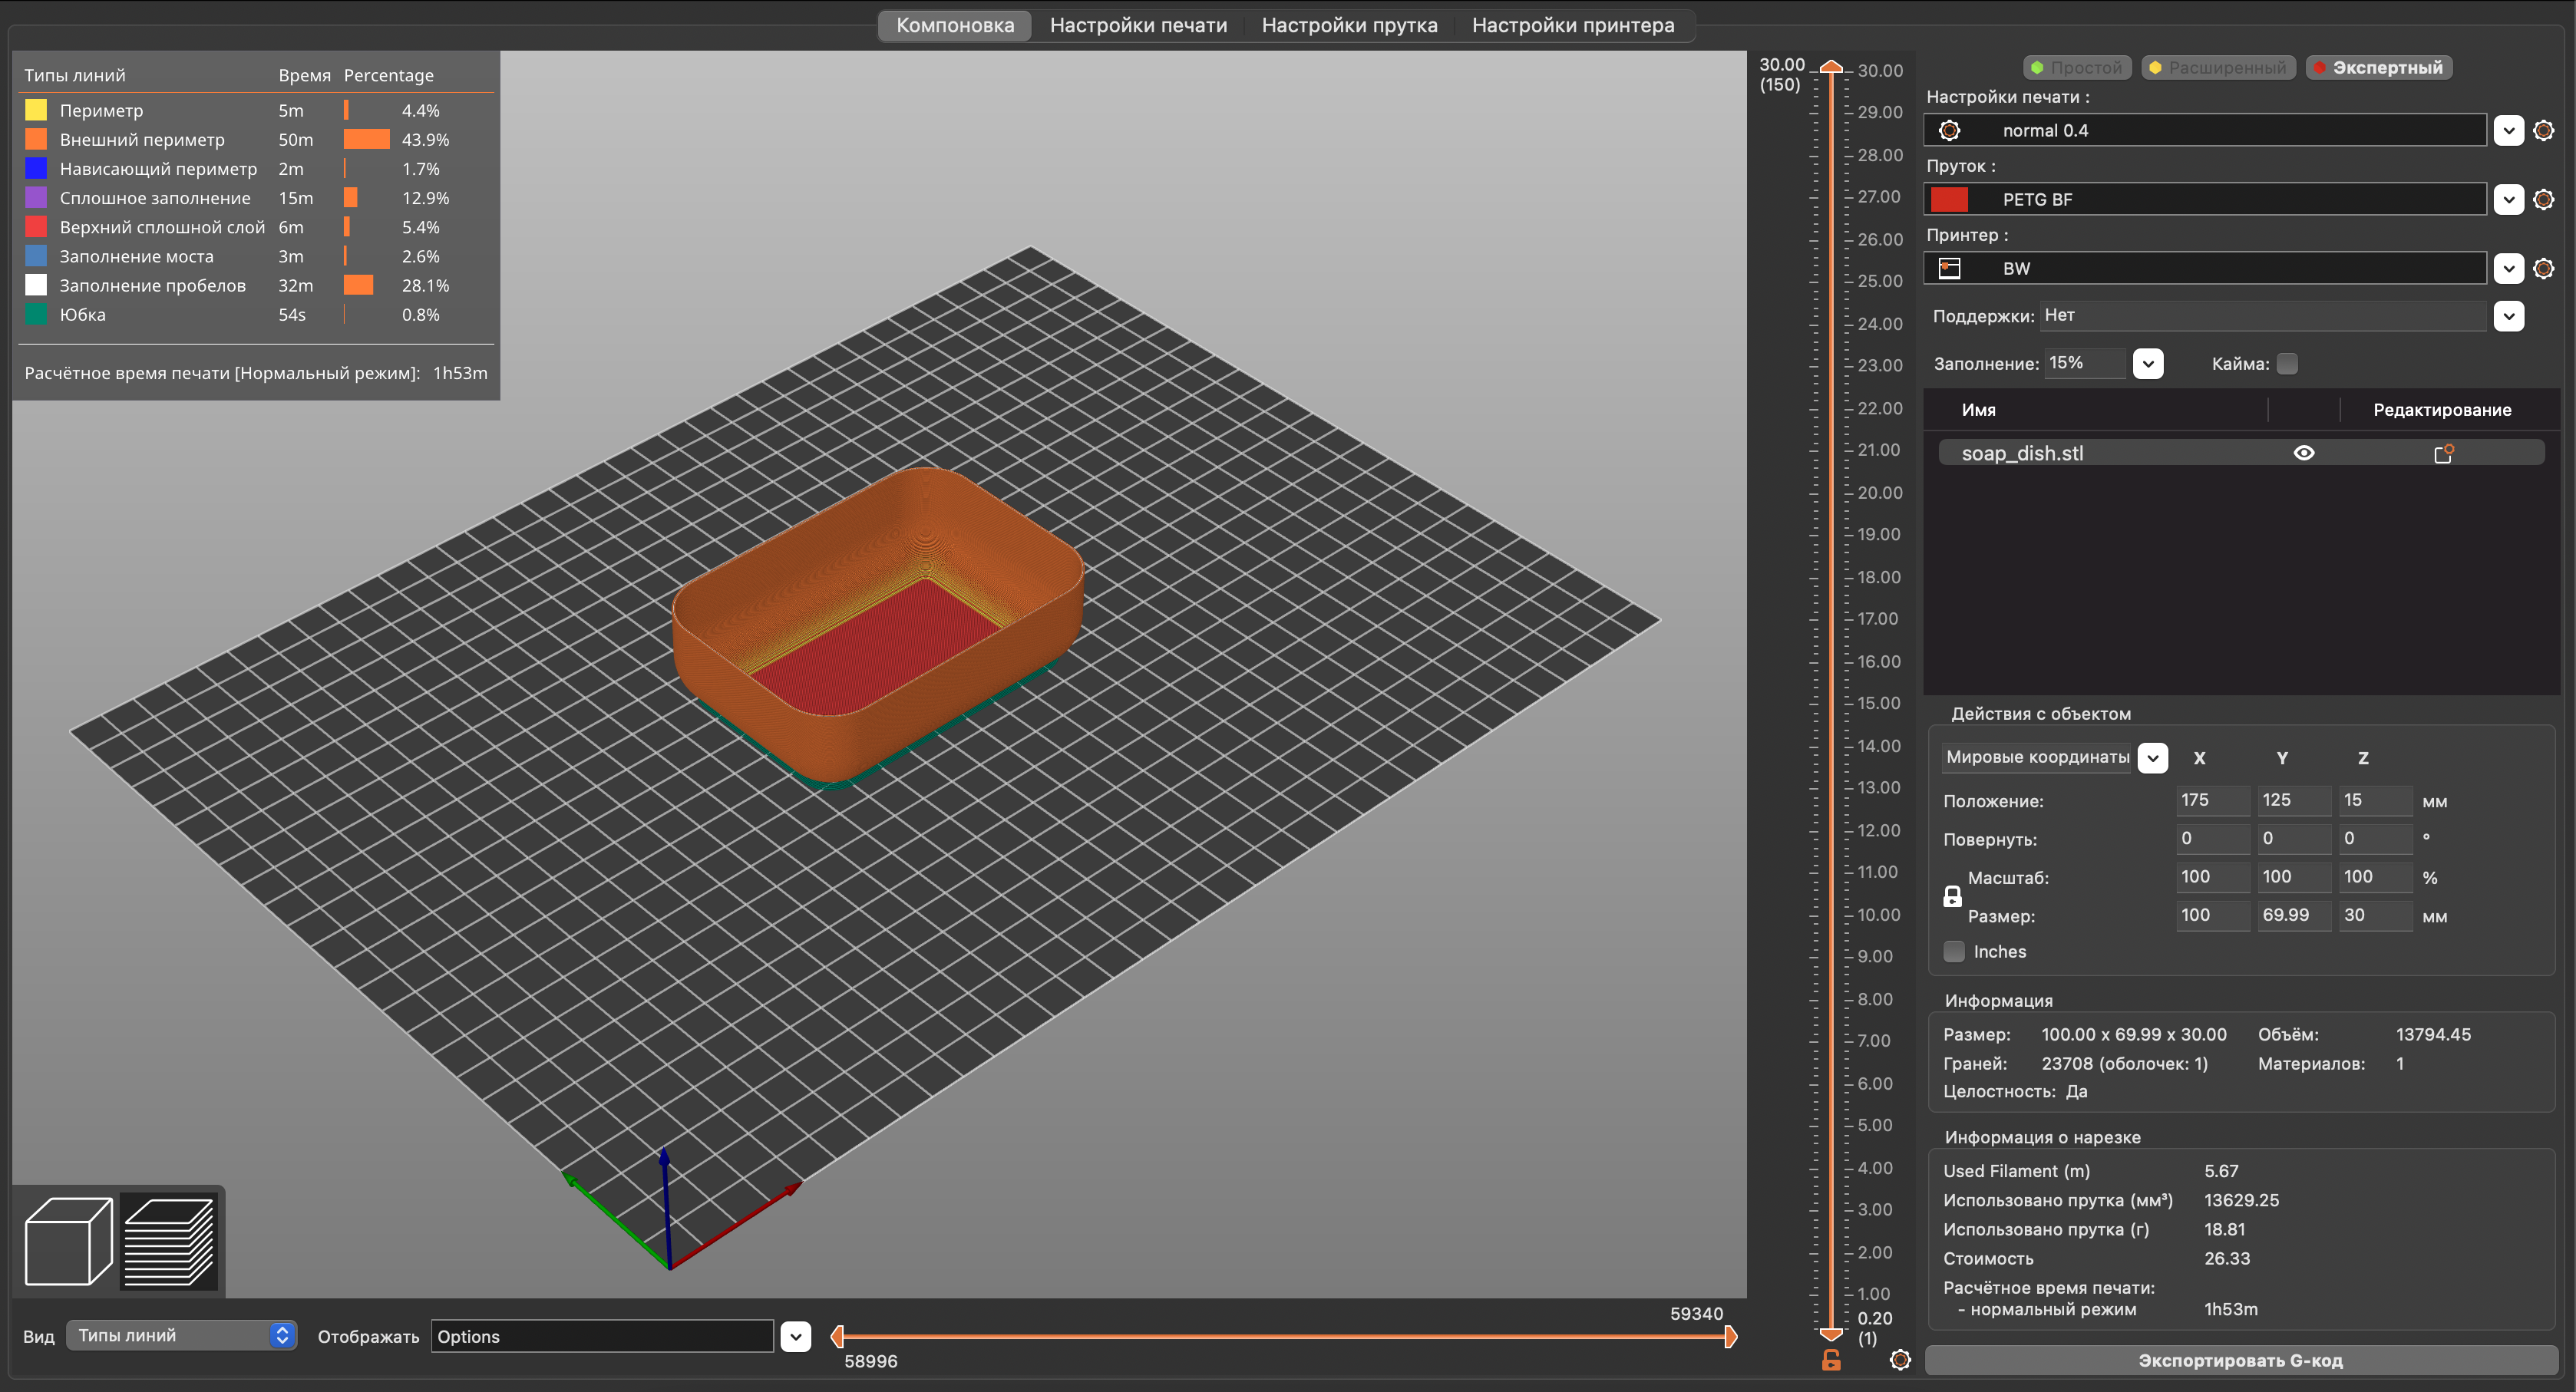 Компоновка Настройки печати Настройки прутка Настройки принтера
Типы линий Время Percentage
Периметр 5m 4.4%
Внешний периметр 50m 43.9%
Нависающий периметр 2m 1.7%
Сплошное заполнение 15m 12.9%
Верхний сплошной слой 6m 5.4%
Заполнение моста 3m 2.6%
Заполнение пробелов 32m 28.1%
Юбка 54s 0.8%
Расчётное время печати [Нормальный режим]: 1h53m
30.00
(150)
30.00
29.00
28.00
27.00
26.00
25.00
24.00
23.00
22.00
21.00
20.00
19.00
18.00
17.00
16.00
15.00
14.00
13.00
12.00
11.00
10.00
9.00
8.00
7.00
6.00
5.00
4.00
3.00
2.00
1.00
0.20
(1)
Простой Расширенный Экспертный
Настройки печати :
normal 0.4
Пруток :
PETG BF
Принтер :
BW
Поддержки: Нет
Заполнение: 15% Кайма:
Имя Редактирование
soap_dish.stl
Действия с объектом
Мировые координаты X Y Z
Положение: 175 125 15 мм
Повернуть: 0 0 0 °
Масштаб: 100 100 100 %
Размер: 100 69.99 30 мм
Inches
Информация
Размер: 100.00 x 69.99 x 30.00 Объём: 13794.45
Граней: 23708 (оболочек: 1) Материалов: 1
Целостность: Да
Информация о нарезке
Used Filament (m) 5.67
Использовано прутка (мм³) 13629.25
Использовано прутка (г) 18.81
Стоимость 26.33
Расчётное время печати:
- нормальный режим 1h53m
Экспортировать G-код
Вид Типы линий Отображать Options
59340
58996